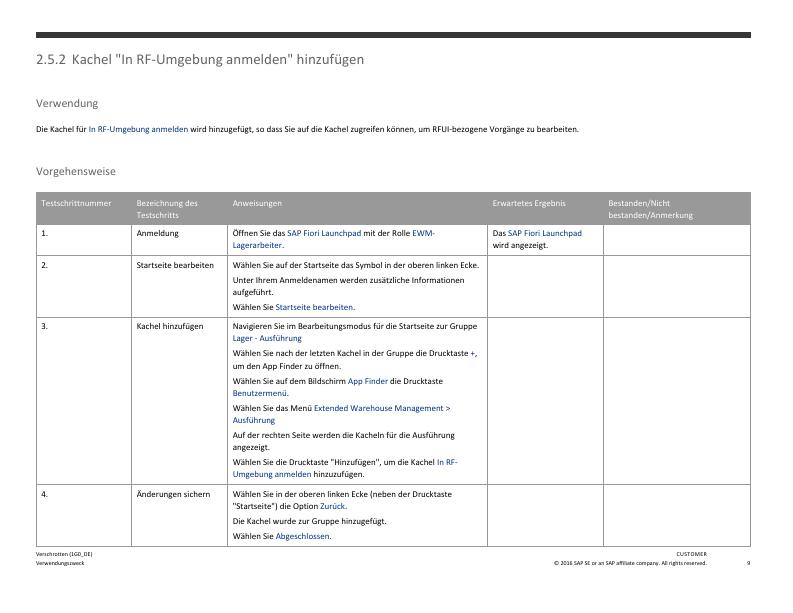 2.5.2 Kachel "In RF-Umgebung anmelden" hinzufügen
Verwendung
Die Kachel für In RF-Umgebung anmelden wird hinzugefügt, so dass Sie auf die Kachel zugreifen können, um RFUI-bezogene Vorgänge zu bearbeiten.
Vorgehensweise
Testschrittnummer
Bezeichnung des
Testschritts
Anweisungen
Erwartetes Ergebnis
Bestanden/Nicht
bestanden/Anmerkung
1.
Anmeldung
Öffnen Sie das SAP Fiori Launchpad mit der Rolle EWM-
Lagerarbeiter.
Das SAP Fiori Launchpad
wird angezeigt.
2.
Startseite bearbeiten
Wählen Sie auf der Startseite das Symbol in der oberen linken Ecke.
Unter Ihrem Anmeldenamen werden zusätzliche Informationen
aufgeführt.
Wählen Sie Startseite bearbeiten.
3.
Kachel hinzufügen
Navigieren Sie im Bearbeitungsmodus für die Startseite zur Gruppe
Lager - Ausführung
Wählen Sie nach der letzten Kachel in der Gruppe die Drucktaste +,
um den App Finder zu öffnen.
Wählen Sie auf dem Bildschirm App Finder die Drucktaste
Benutzermenü.
Wählen Sie das Menü Extended Warehouse Management >
Ausführung
Auf der rechten Seite werden die Kacheln für die Ausführung
angezeigt.
Wählen Sie die Drucktaste "Hinzufügen", um die Kachel In RF-
Umgebung anmelden hinzuzufügen.
4.
Änderungen sichern
Wählen Sie in der oberen linken Ecke (neben der Drucktaste
"Startseite") die Option Zurück.
Die Kachel wurde zur Gruppe hinzugefügt.
Wählen Sie Abgeschlossen.
Verschrotten (1G0_DE)
Verwendungszweck
CUSTOMER
© 2016 SAP SE or an SAP affiliate company. All rights reserved.
9